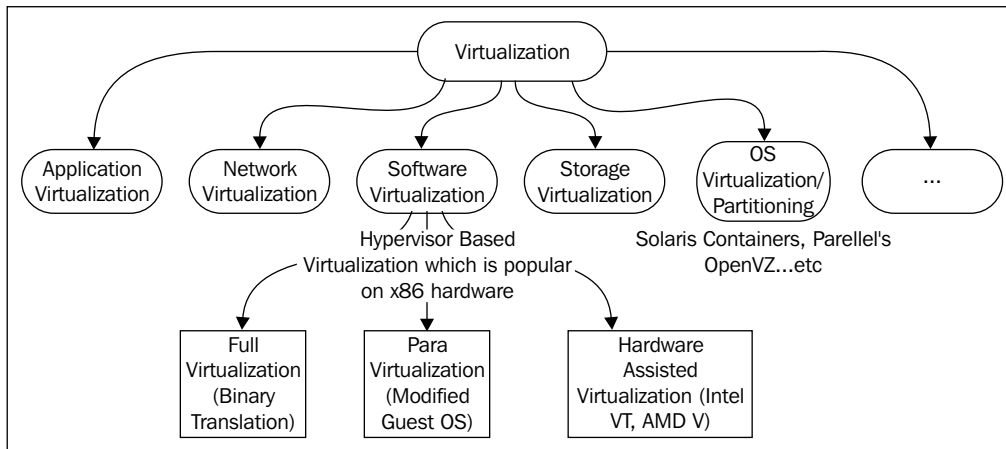 Virtualization
Application
Virtualization
Network
Virtualization
Software
Virtualization
Storage
Virtualization
OS
Virtualization/
Partitioning
...
Hypervisor Based
Virtualization which is popular
on x86 hardware
Solaris Containers, Parellel's
OpenVZ...etc
Full
Virtualization
(Binary
Translation)
Para
Virtualization
(Modified
Guest OS)
Hardware
Assisted
Virtualization (Intel
VT, AMD V)